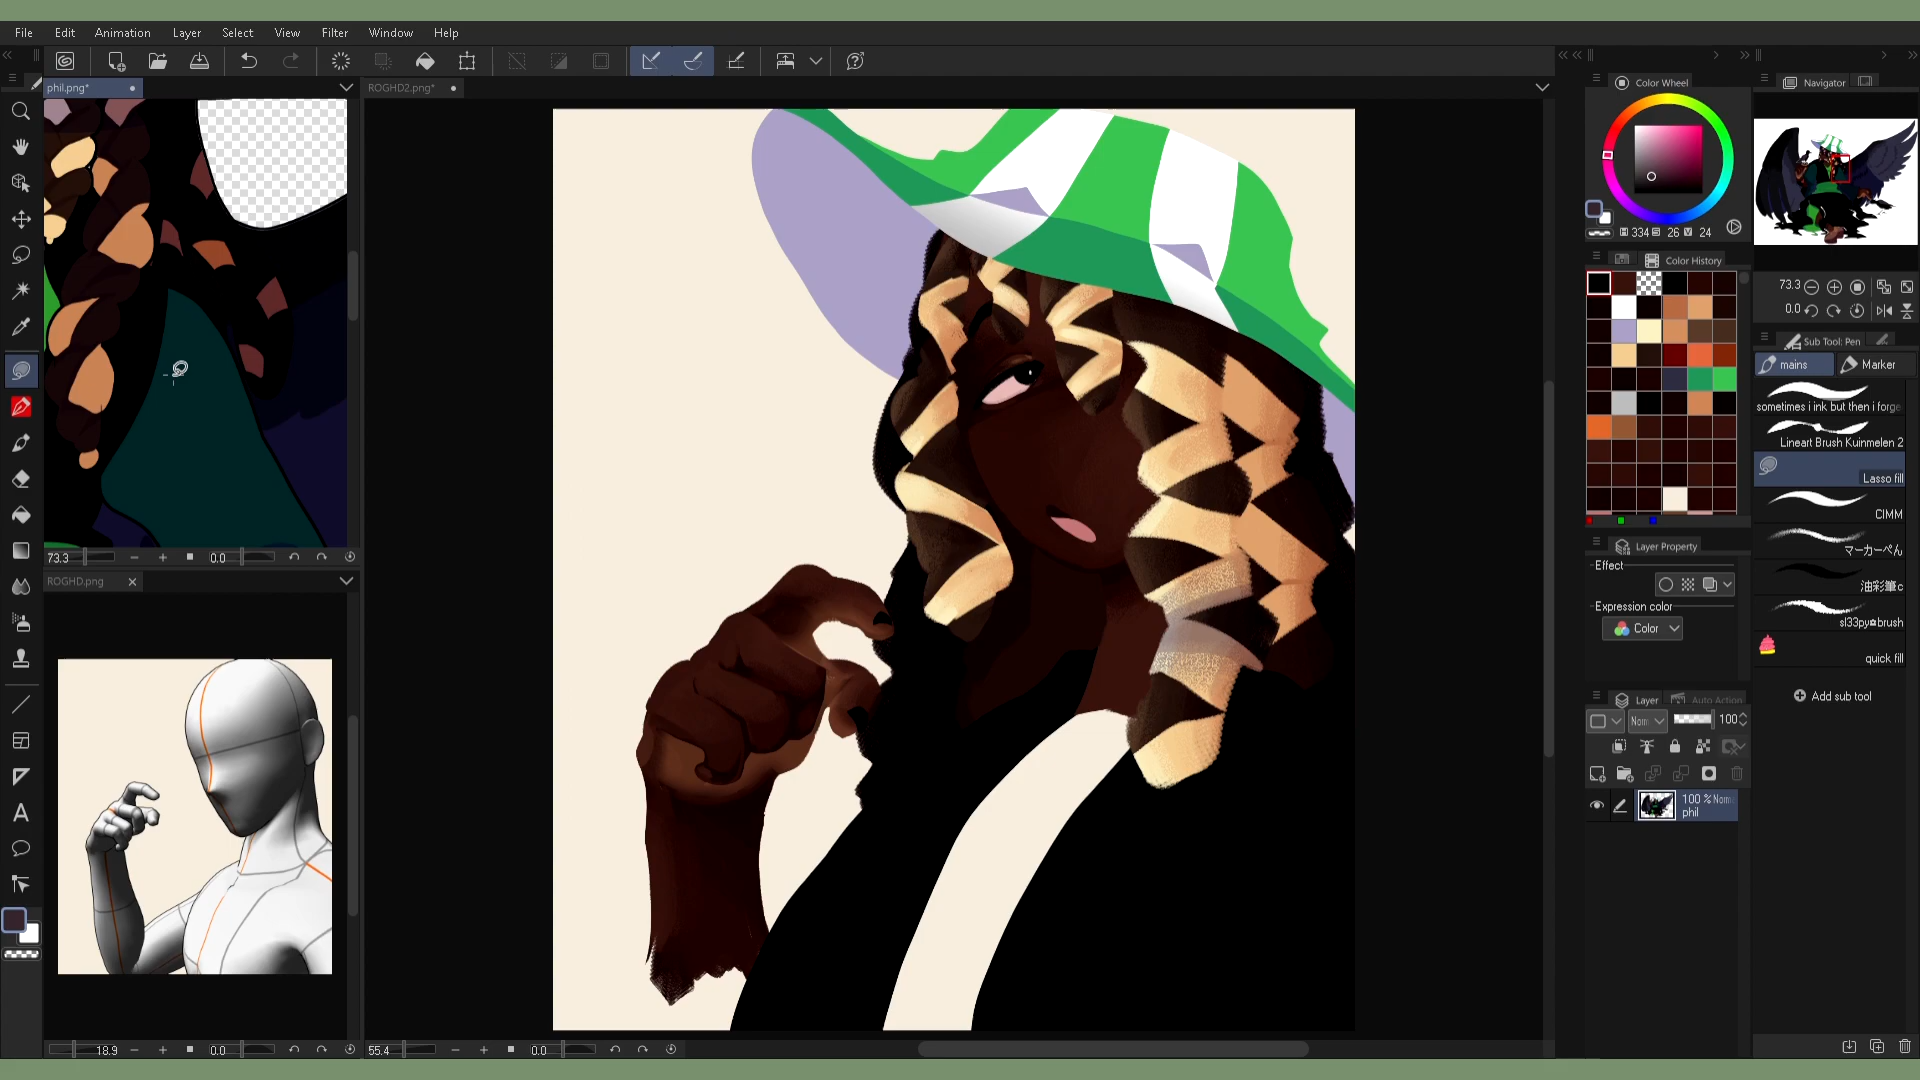 File Edit Animation Layer Select View Filter Window Help
phil.png*
ROGHD2.png*
73.3 0.0
ROGHD.png
18.9 0.0
55.4 0.0
Color Wheel
334 26 24
Color History
Layer Property
Effect
Expression color
Color
Layer Auto Action
Norm 100
100 % Norm
phil
Navigator
73.3
0.0
Sub Tool: Pen
mains Marker
sometimes i ink but then i forge
Lineart Brush Kuinmelen 2
Lasso fill
CIMM
マーカーぺん
油彩筆c
sl33py✿brush
quick fill
Add sub tool